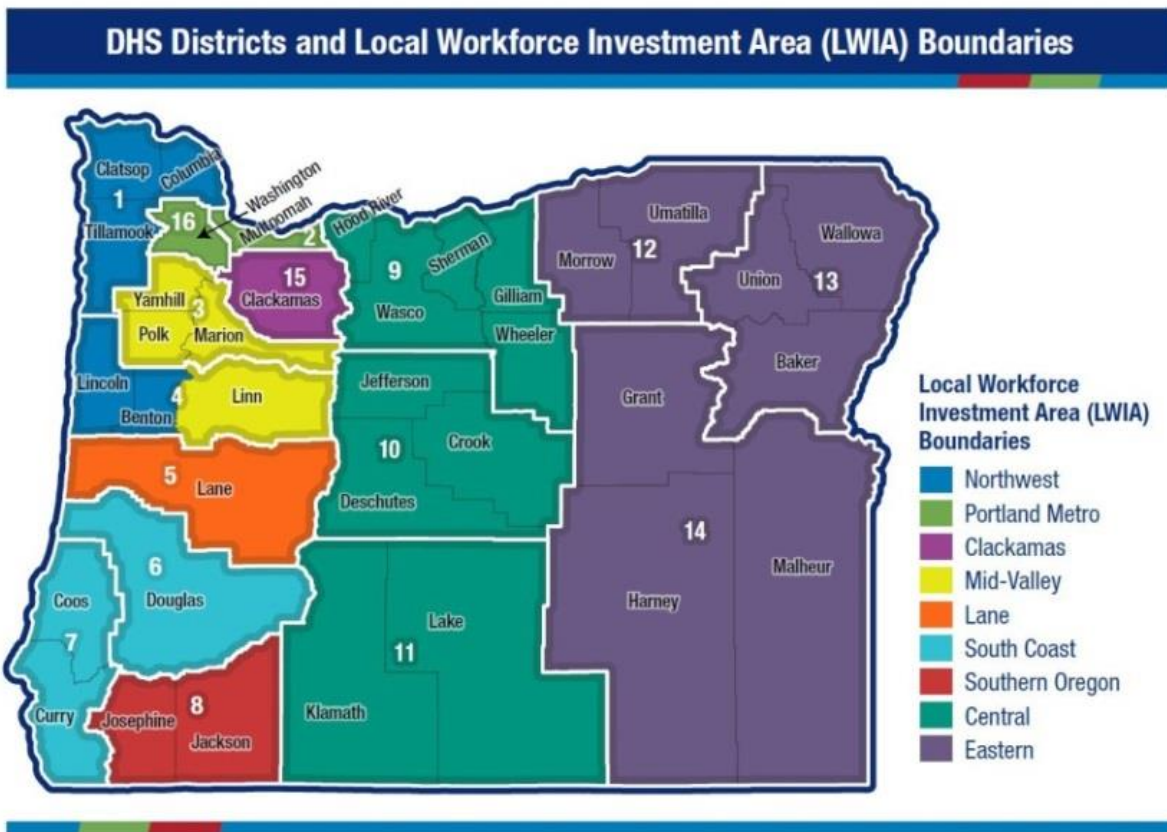 DHS Districts and Local Workforce Investment Area (LWIA) Boundaries
Clatsop
Columbia
1
Washington
16
Multnomah
Hood River
2
Tillamook
Sherman
Umatilla
Wallowa
12
9
15
Morrow
Union
13
Gilliam
Yamhill
Clackamas
3
Wasco
Polk
Marion
Wheeler
Baker
Lincoln
Jefferson
4
Linn
Grant
Benton
Crook
10
5
Lane
Deschutes
14
6
Malheur
Coos
Douglas
Harney
Lake
7
11
8
Klamath
Curry
Josephine
Jackson
Local Workforce
Investment Area (LWIA)
Boundaries
Northwest
Portland Metro
Clackamas
Mid-Valley
Lane
South Coast
Southern Oregon
Central
Eastern